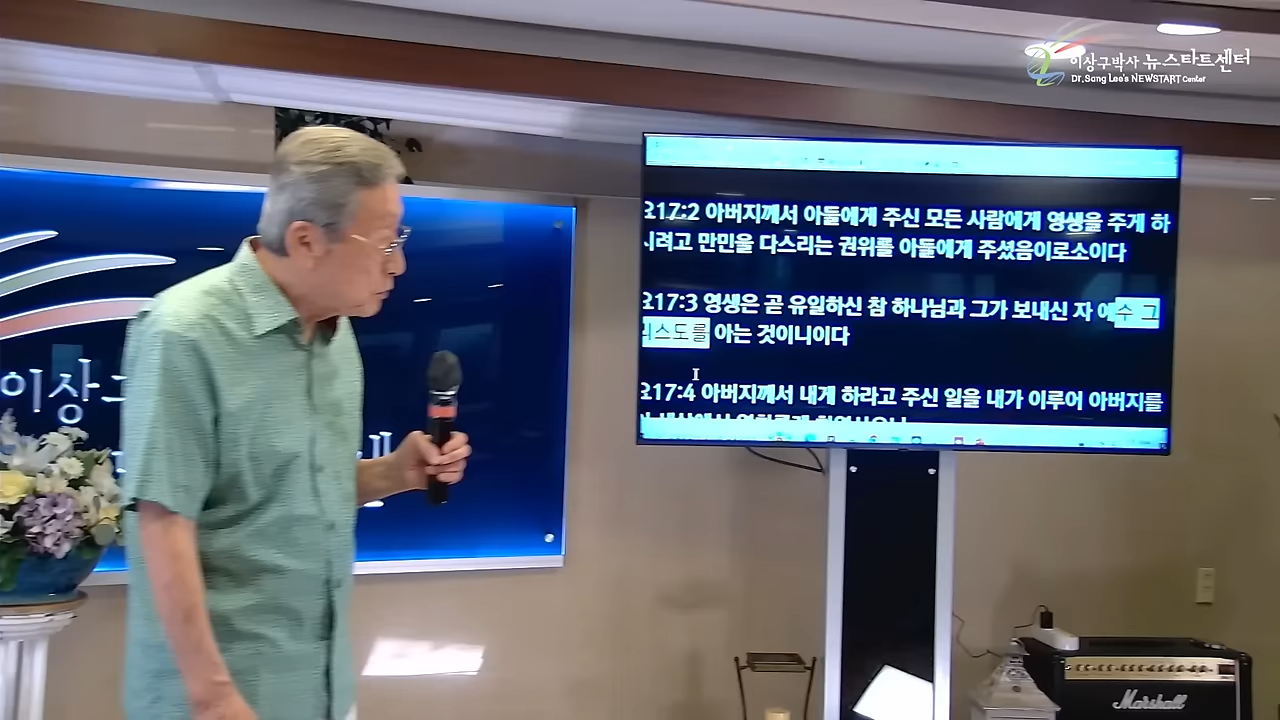 이상구박사 뉴스타트센터
Dr. Sang Lee's NEWSTART Center
요17:2 아버지께서 아들에게 주신 모든 사람에게 영생을 주게 하
시려고 만민을 다스리는 권위를 아들에게 주셨음이로소이다
요17:3 영생은 곧 유일하신 참 하나님과 그가 보내신 자 예수 그
리스도를 아는 것이니이다
요17:4 아버지께서 내게 하라고 주신 일을 내가 이루어 아버지를
이상
Marshall